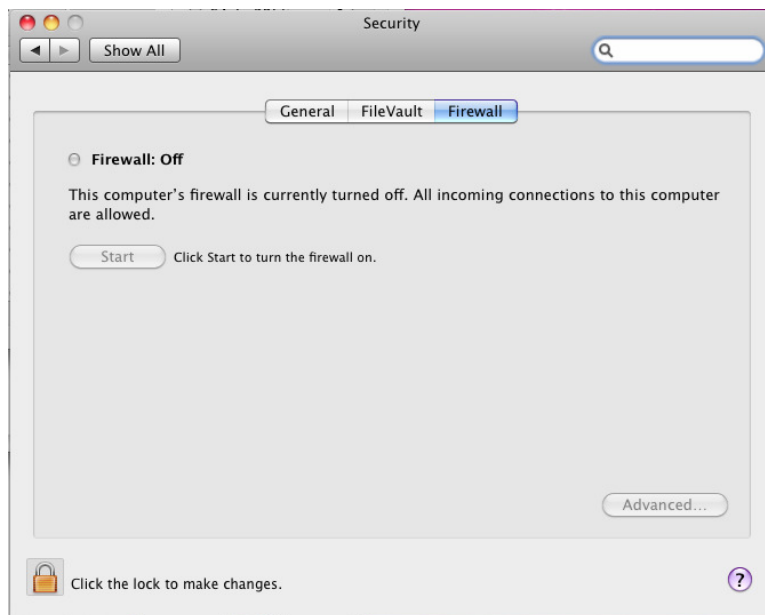 Security
Show All
General FileVault Firewall
Firewall: Off
This computer's firewall is currently turned off. All incoming connections to this computer
are allowed.
Start Click Start to turn the firewall on.
Advanced...
Click the lock to make changes.
?